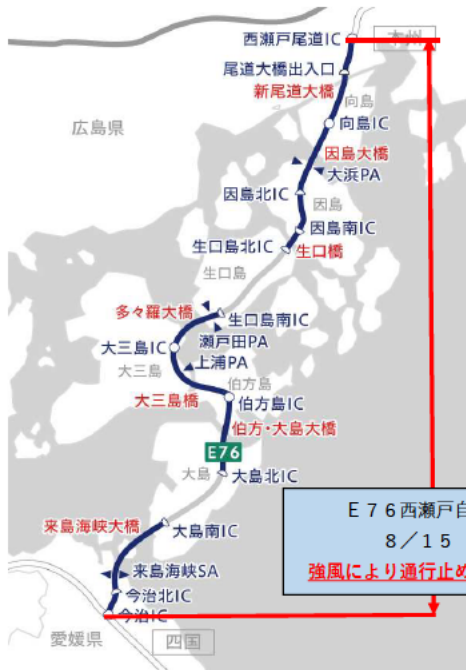 西瀬戸尾道IC
本州
尾道大橋出入口
新尾道大橋
向島
広島県
向島IC
因島大橋
大浜PA
因島北IC
因島
因島南IC
生口島北IC
生口橋
生口島
多々羅大橋
生口島南IC
瀬戸田PA
大三島IC
上浦PA
大三島
伯方島
大三島橋
伯方島IC
伯方・大島大橋
E76
大島
大島北IC
来島海峡大橋
大島南IC
E76西瀬戸自
8/15
強風により通行止め
来島海峡SA
今治北IC
今治IC
愛媛県
四国